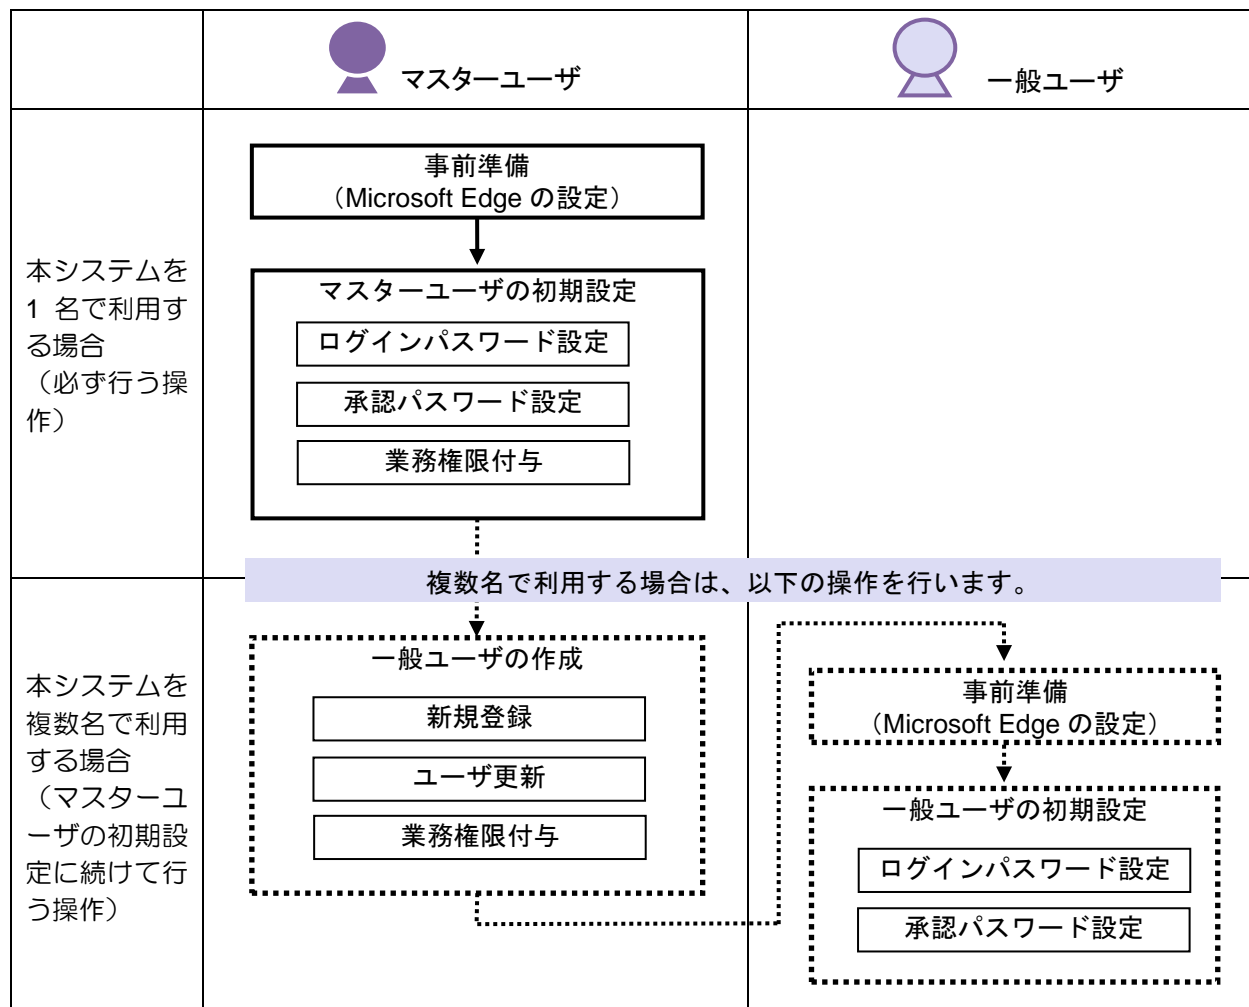 マスターユーザ
一般ユーザ
本システムを
1 名で利用す
る場合
（必ず行う操
作）
事前準備
（Microsoft Edge の設定）
マスターユーザの初期設定
ログインパスワード設定
承認パスワード設定
業務権限付与
複数名で利用する場合は、以下の操作を行います。
本システムを
複数名で利用
する場合
（マスターユ
ーザの初期設
定に続けて行
う操作）
一般ユーザの作成
新規登録
ユーザ更新
業務権限付与
事前準備
（Microsoft Edge の設定）
一般ユーザの初期設定
ログインパスワード設定
承認パスワード設定